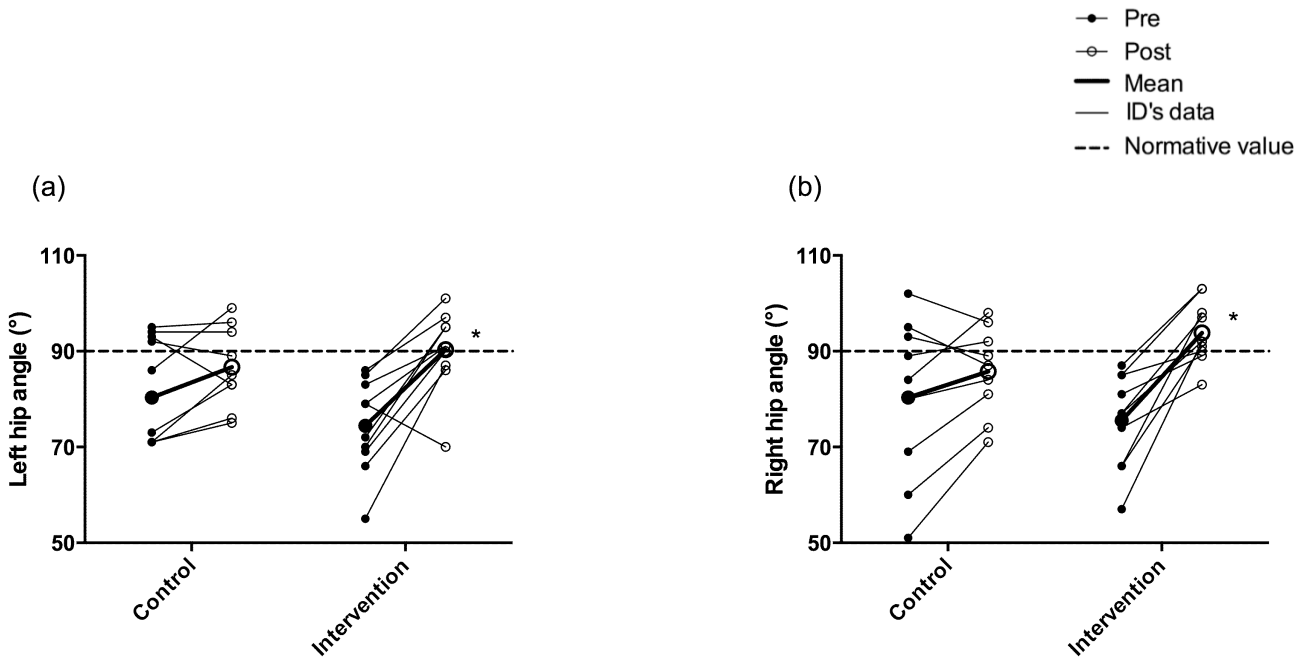 Pre
Post
Mean
ID's data
Normative value
(a)
(b)
110
90
70
50
Left hip angle (°)
*
Control
Intervention
110
90
70
50
Right hip angle (°)
*
Control
Intervention